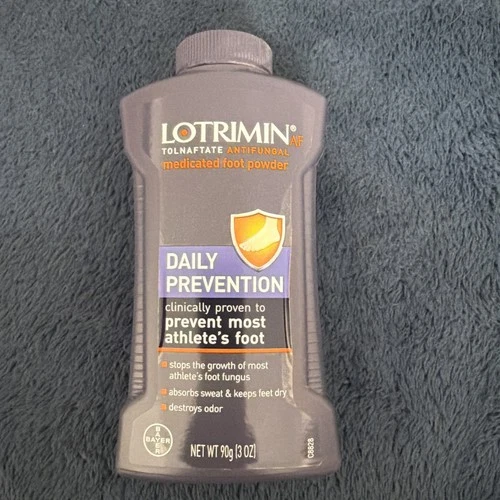 LOTRIMIN® AF
TOLNAFTATE ANTIFUNGAL
medicated foot powder
DAILY
PREVENTION
clinically proven to
prevent most
athlete's foot
stops the growth of most
athlete's foot fungus
absorbs sweat & keeps feet dry
destroys odor
BAYER
BAYER
NET WT 90g (3 OZ)
C8828